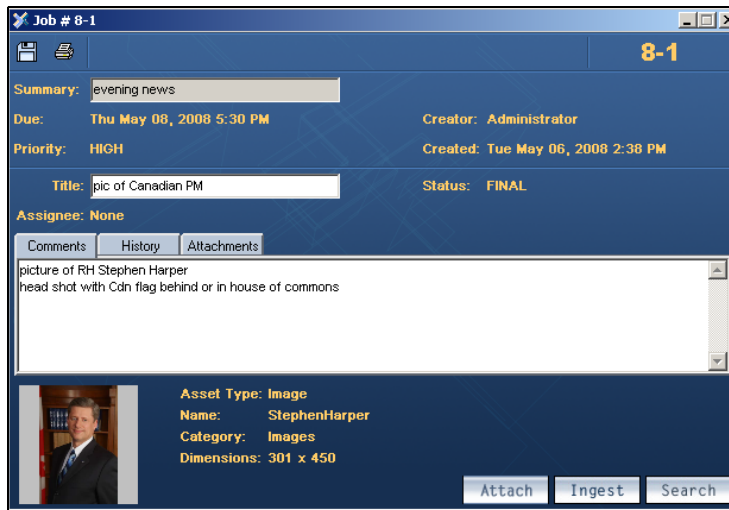 Job # 8-1
8-1
Summary: evening news
Due: Thu May 08, 2008 5:30 PM Creator: Administrator
Priority: HIGH Created: Tue May 06, 2008 2:38 PM
Title: pic of Canadian PM Status: FINAL
Assignee: None
Comments History Attachments
picture of RH Stephen Harper
head shot with Cdn flag behind or in house of commons
Asset Type: Image
Name: StephenHarper
Category: Images
Dimensions: 301 x 450
Attach Ingest Search